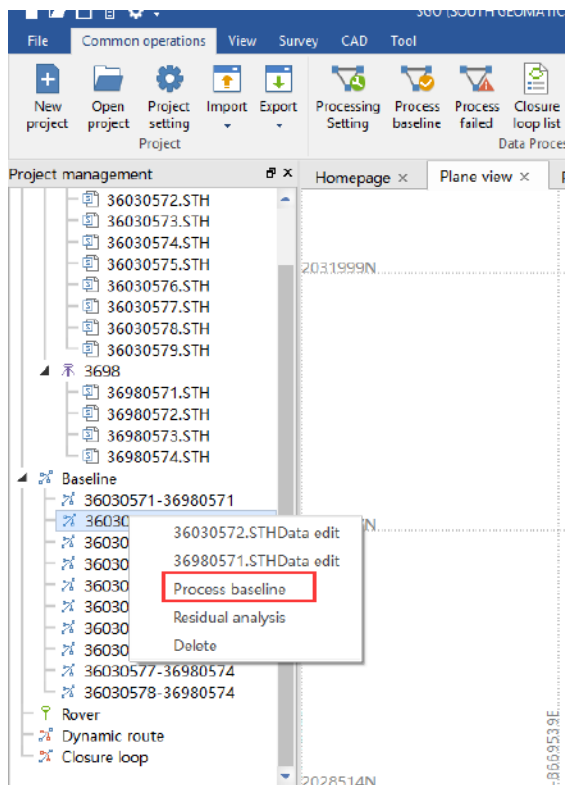 SGO (SOUTH GEOMATIC
File Common operations View Survey CAD Tool
New project Open project Project setting Import Export Processing Setting Process baseline Process failed Closure loop list
Project Data Proces
Project management Homepage Plane view
36030572.STH
36030573.STH
36030574.STH
36030575.STH
36030576.STH
36030577.STH
36030578.STH
36030579.STH
3698
36980571.STH
36980572.STH
36980573.STH
36980574.STH
Baseline
36030571-36980571
36030
36030572.STHData edit
36030
36980571.STHData edit
36030
Process baseline
36030
36030
Residual analysis
36030
Delete
36030
36030577-36980574
36030578-36980574
Rover
Dynamic route
Closure loop
2031999N
N
2028514N
-8669539E